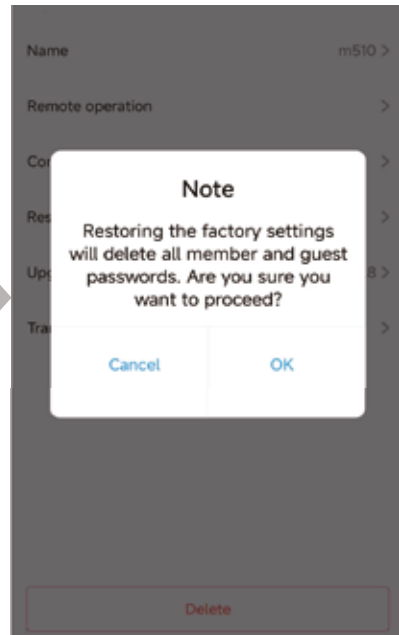 Name m510 >
Remote operation >
Note
Restoring the factory settings
will delete all member and guest
passwords. Are you sure you
want to proceed?
Cancel OK
Delete